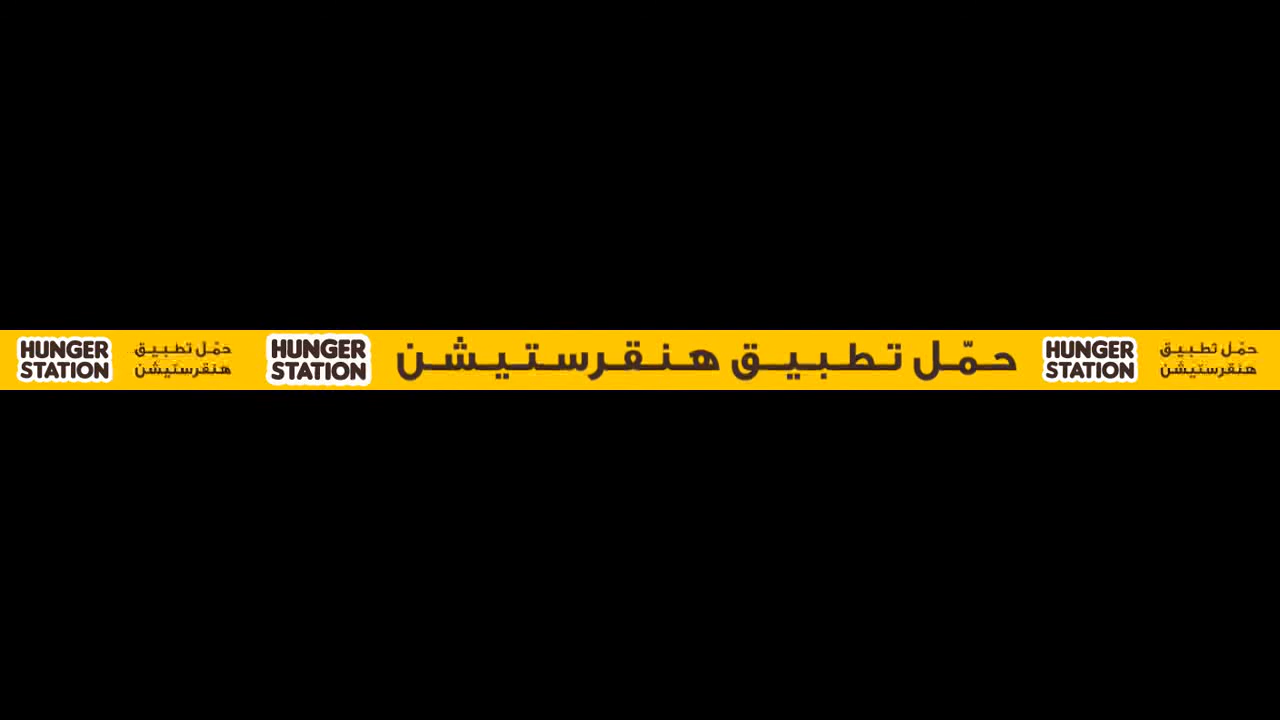 HUNGER
STATION
حمّل تطبيق
هنقرستيشن
HUNGER
STATION
حمّل تطبيق هنقرستيشن
HUNGER
STATION
حمّل تطبيق
هنقرستيشن